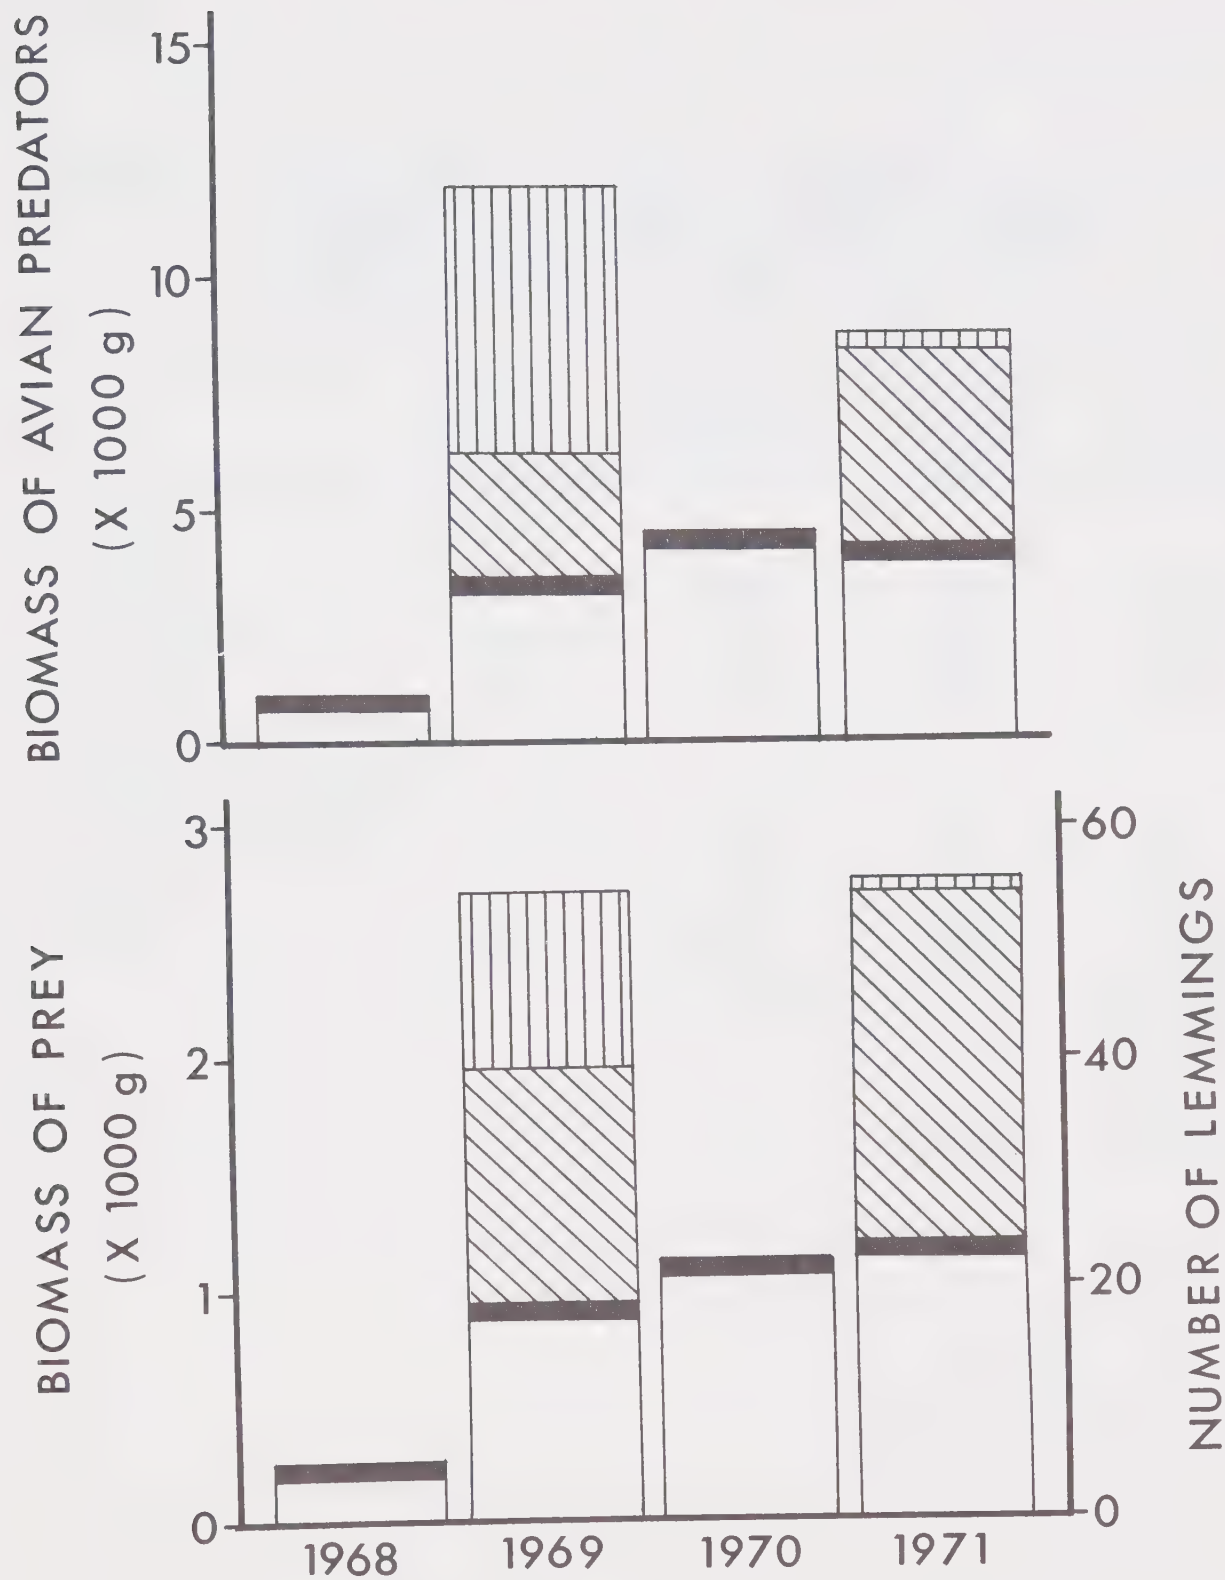 BIOMASS OF AVIAN PREDATORS
(X 1000 g)
15
10
5
0
BIOMASS OF PREY
(X 1000 g)
3
2
1
0
60
40
20
0
NUMBER OF LEMMINGS
1968 1969 1970 1971